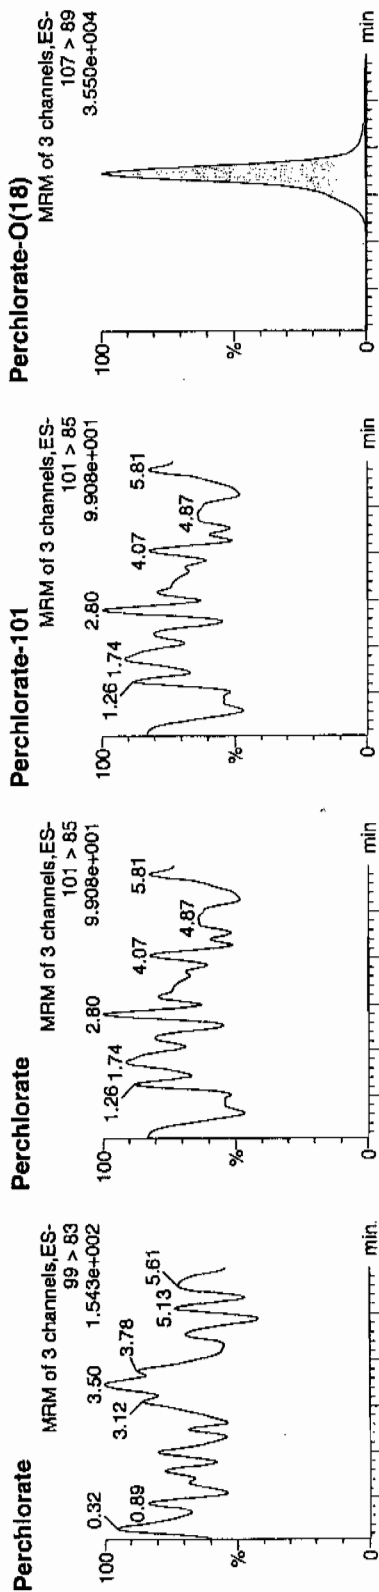 Perchlorate
MRM of 3 channels,ES-
99 > 83
1.543e+002
100
%
0
0.32
0.89
3.12
3.50
3.78
5.13
5.61
min
Perchlorate
MRM of 3 channels,ES-
101 > 85
9.908e+001
100
%
0
1.26
1.74
2.80
4.07
4.87
5.81
min
Perchlorate-101
MRM of 3 channels,ES-
101 > 85
9.908e+001
100
%
0
1.26
1.74
2.80
4.07
4.87
5.81
min
Perchlorate-O(18)
MRM of 3 channels,ES-
107 > 89
3.550e+004
100
%
0
min